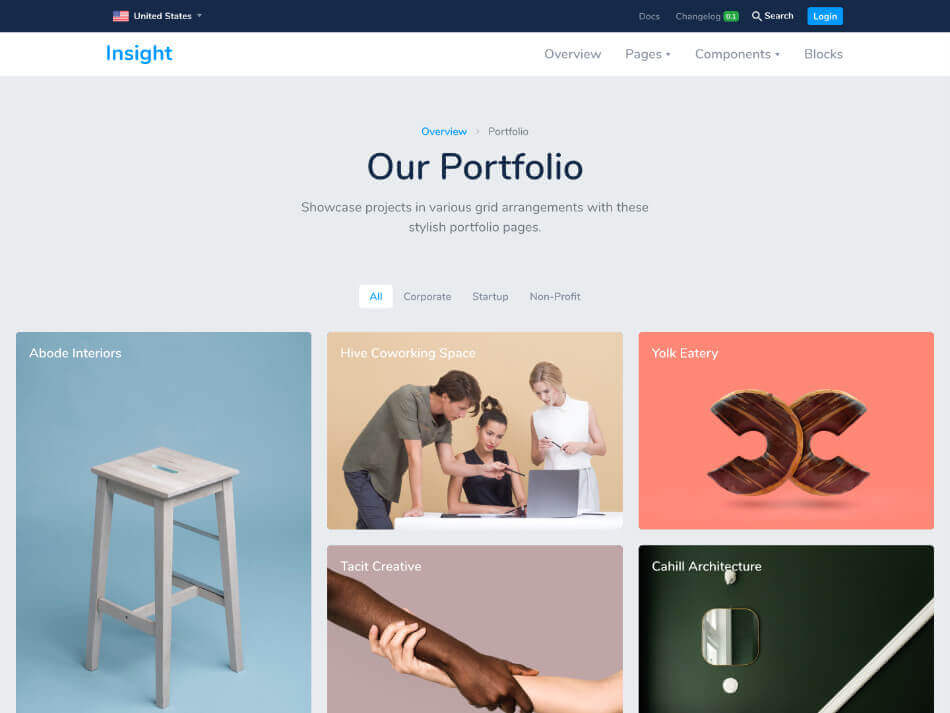 United States
Docs
Changelog 0.1
Search
Login
Insight
Overview
Pages
Components
Blocks
Overview > Portfolio
Our Portfolio
Showcase projects in various grid arrangements with these
stylish portfolio pages.
All
Corporate
Startup
Non-Profit
Abode Interiors
Hive Coworking Space
Yolk Eatery
Tacit Creative
Cahill Architecture